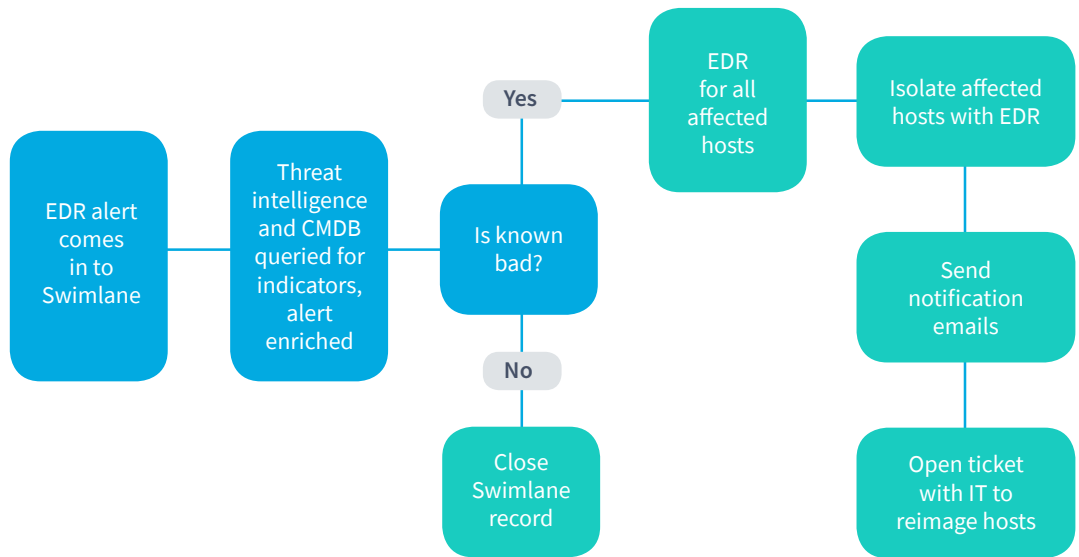 EDR alert
comes
in to
Swimlane
Threat
intelligence
and CMDB
queried for
indicators,
alert
enriched
Is known
bad?
Yes
EDR
for all
affected
hosts
Isolate affected
hosts with EDR
Send
notification
emails
Open ticket
with IT to
reimage hosts
No
Close
Swimlane
record